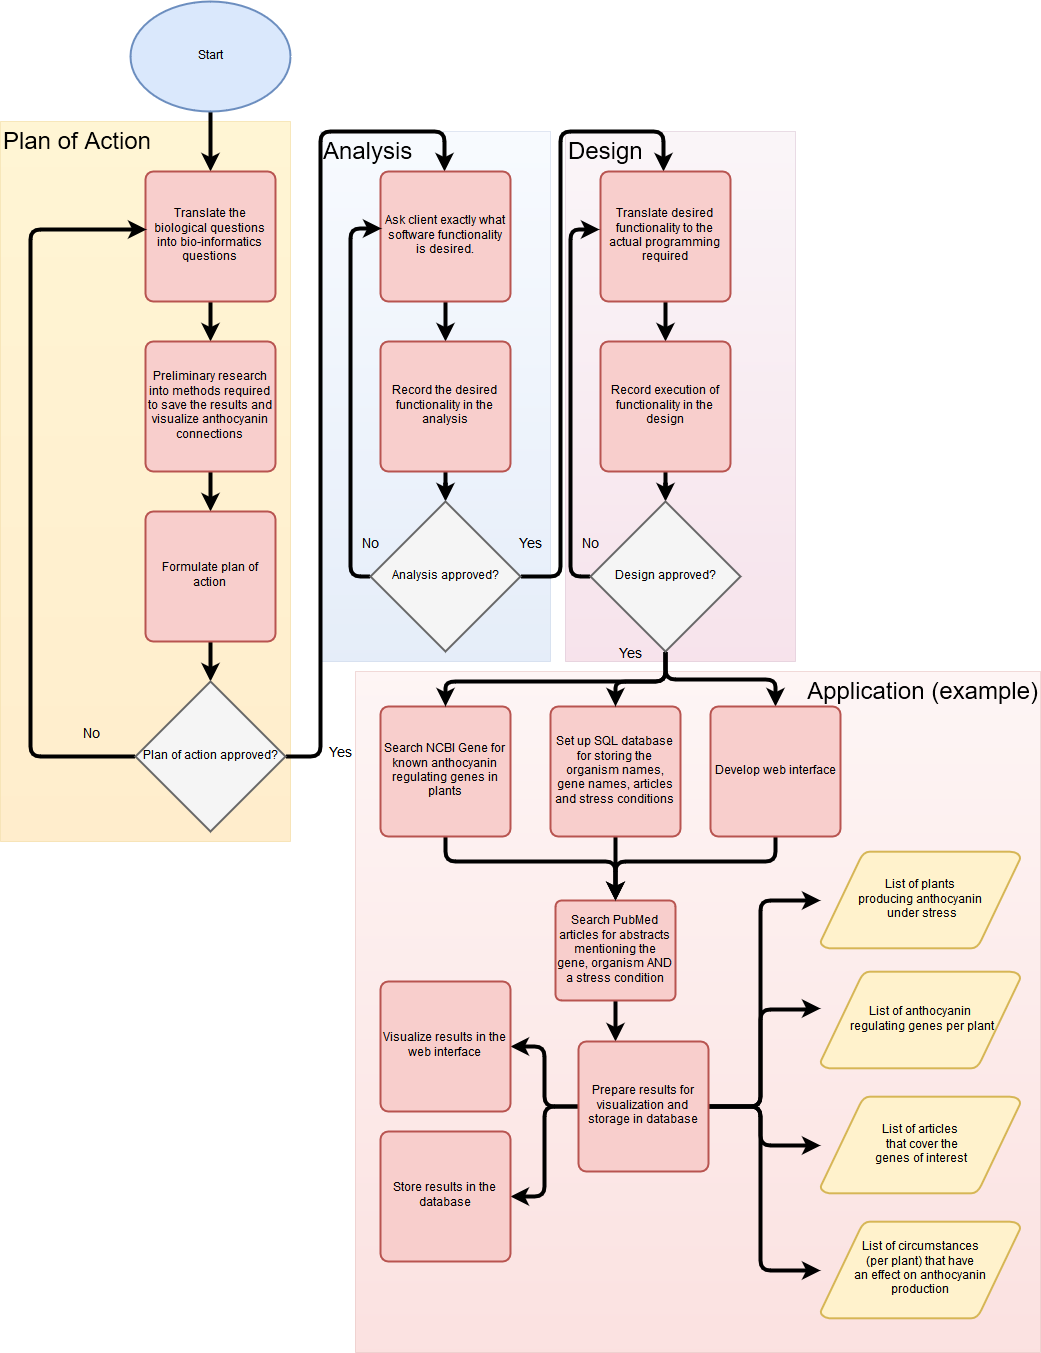 Start
Plan of Action
Translate the
biological questions
into bio-informatics
questions
Preliminary research
into methods required
to save the results and
visualize anthocyanin
connections
Formulate plan of
action
Plan of action approved?
No
Yes
Analysis
Ask client exactly what
software functionality
is desired.
Record the desired
functionality in the
analysis
Analysis approved?
No
Yes
Design
Translate desired
functionality to the
actual programming
required
Record execution of
functionality in the
design
Design approved?
No
Yes
Application (example)
Search NCBI Gene for
known anthocyanin
regulating genes in
plants
Set up SQL database
for storing the
organism names,
gene names, articles
and stress conditions
Develop web interface
Search PubMed
articles for abstracts
mentioning the
gene, organism AND
a stress condition
Prepare results for
visualization and
storage in database
Visualize results in the
web interface
Store results in the
database
List of plants
producing anthocyanin
under stress
List of anthocyanin
regulating genes per plant
List of articles
that cover the
genes of interest
List of circumstances
(per plant) that have
an effect on anthocyanin
production